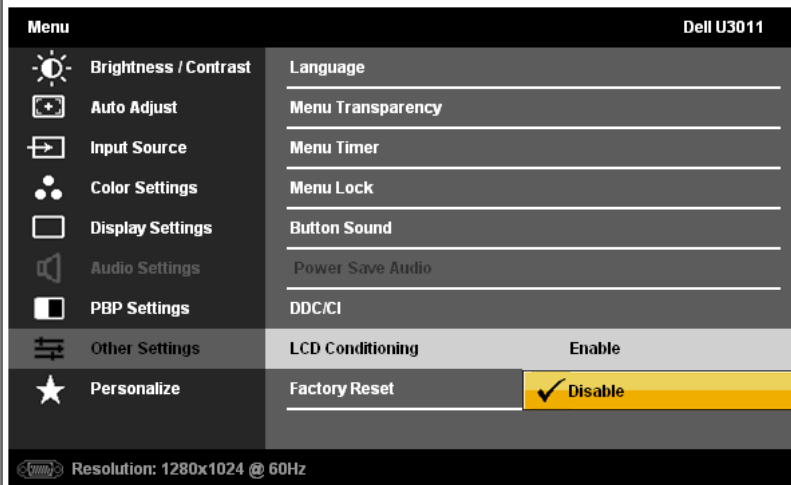 Menu Dell U3011
Brightness / Contrast Language
Auto Adjust Menu Transparency
Input Source Menu Timer
Color Settings Menu Lock
Display Settings Button Sound
Audio Settings Power Save Audio
PBP Settings DDC/CI
Other Settings LCD Conditioning Enable
Personalize Factory Reset Disable
Resolution: 1280x1024 @ 60Hz